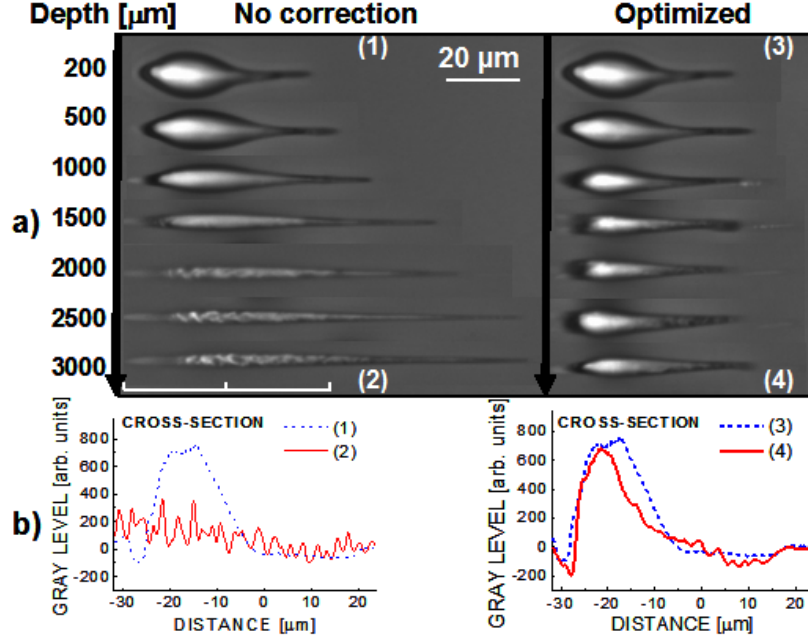 Depth [µm] No correction Optimized
(1) (3)
20 µm
200
500
1000
a) 1500
2000
2500
3000
(2) (4)
CROSS-SECTION (1)
(2)
GRAY LEVEL [arb. units]
800
600
400
200
0
-200
-30 -20 -10 0 10 20
DISTANCE [µm]
b)
CROSS-SECTION (3)
(4)
GRAY LEVEL [arb. units]
800
600
400
200
0
-200
-30 -20 -10 0 10 20
DISTANCE [µm]